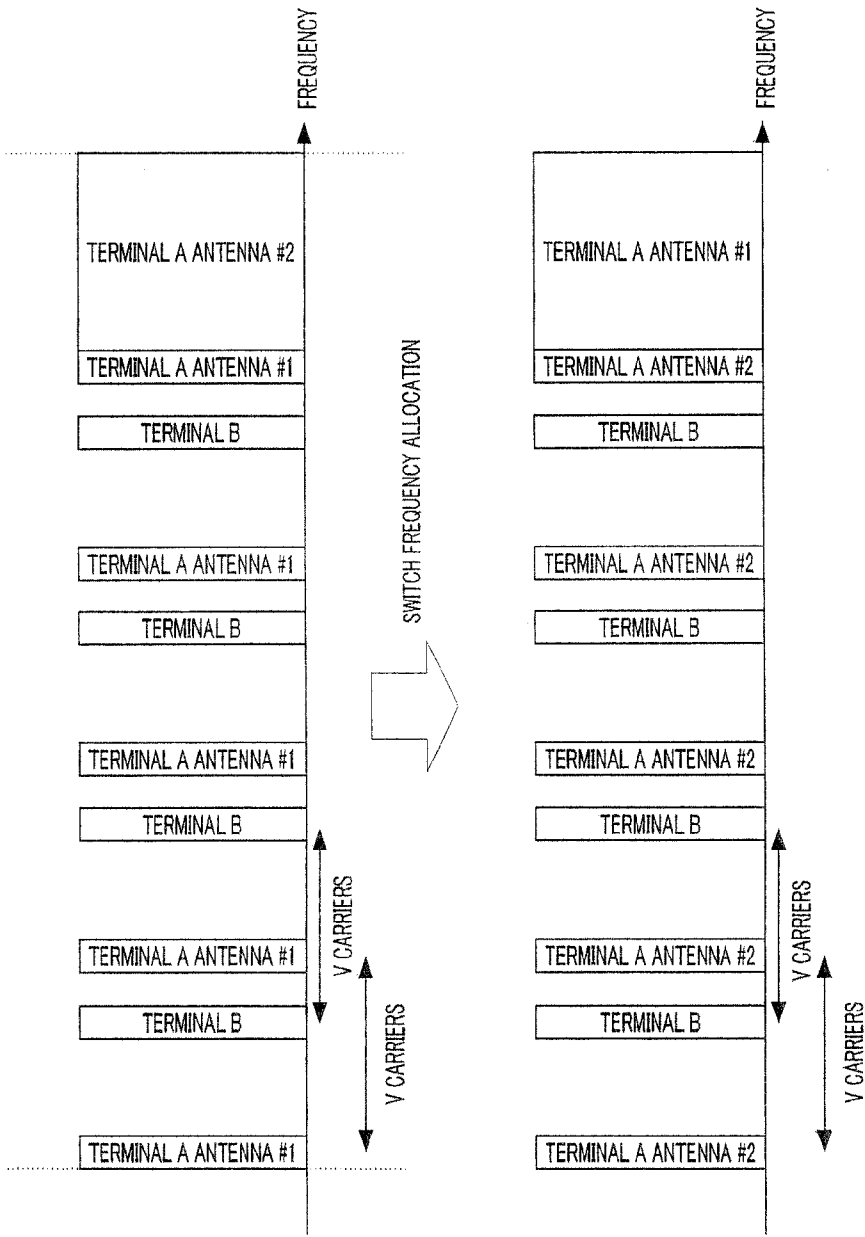 FREQUENCY
TERMINAL A ANTENNA #2
TERMINAL A ANTENNA #1
TERMINAL B
TERMINAL A ANTENNA #1
TERMINAL B
TERMINAL A ANTENNA #1
TERMINAL B
V CARRIERS
TERMINAL A ANTENNA #1
TERMINAL B
V CARRIERS
TERMINAL A ANTENNA #1
SWITCH FREQUENCY ALLOCATION
FREQUENCY
TERMINAL A ANTENNA #1
TERMINAL A ANTENNA #2
TERMINAL B
TERMINAL A ANTENNA #2
TERMINAL B
TERMINAL A ANTENNA #2
TERMINAL B
V CARRIERS
TERMINAL A ANTENNA #2
TERMINAL B
V CARRIERS
TERMINAL A ANTENNA #2